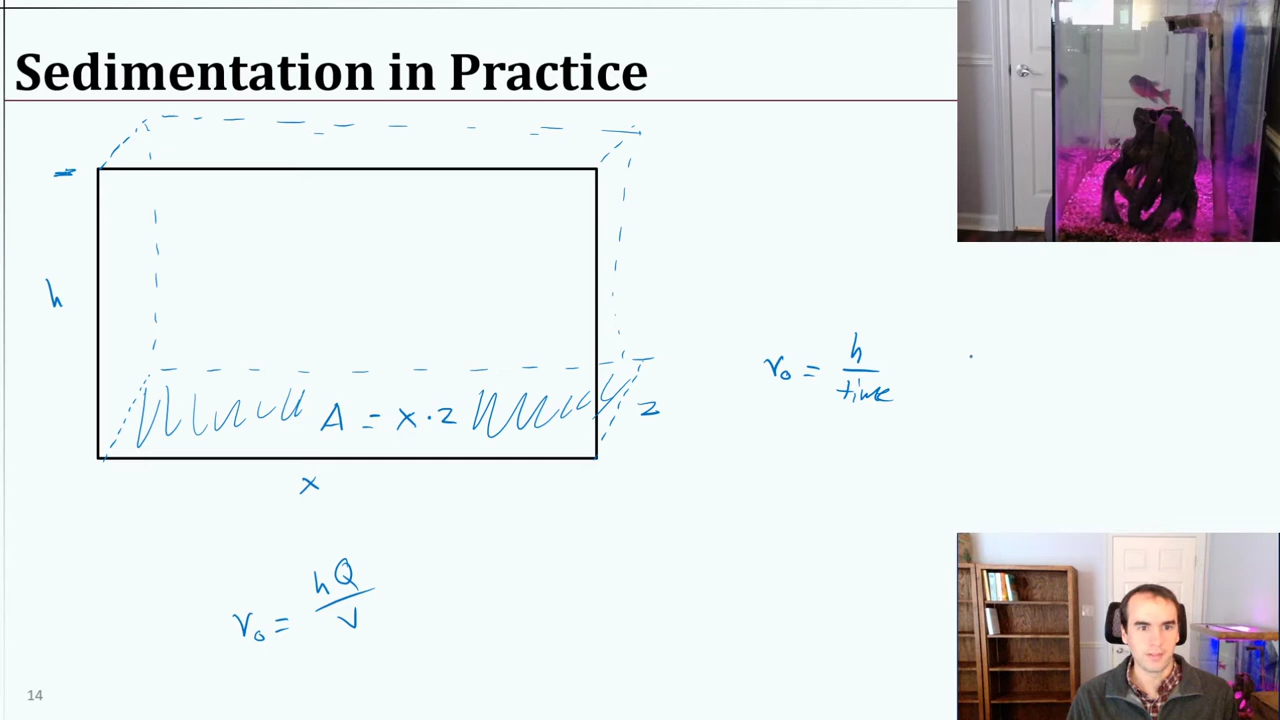 Sedimentation in Practice
h
v₀ = h / time
A = x · z
z
x
v₀ = hQ / V
14